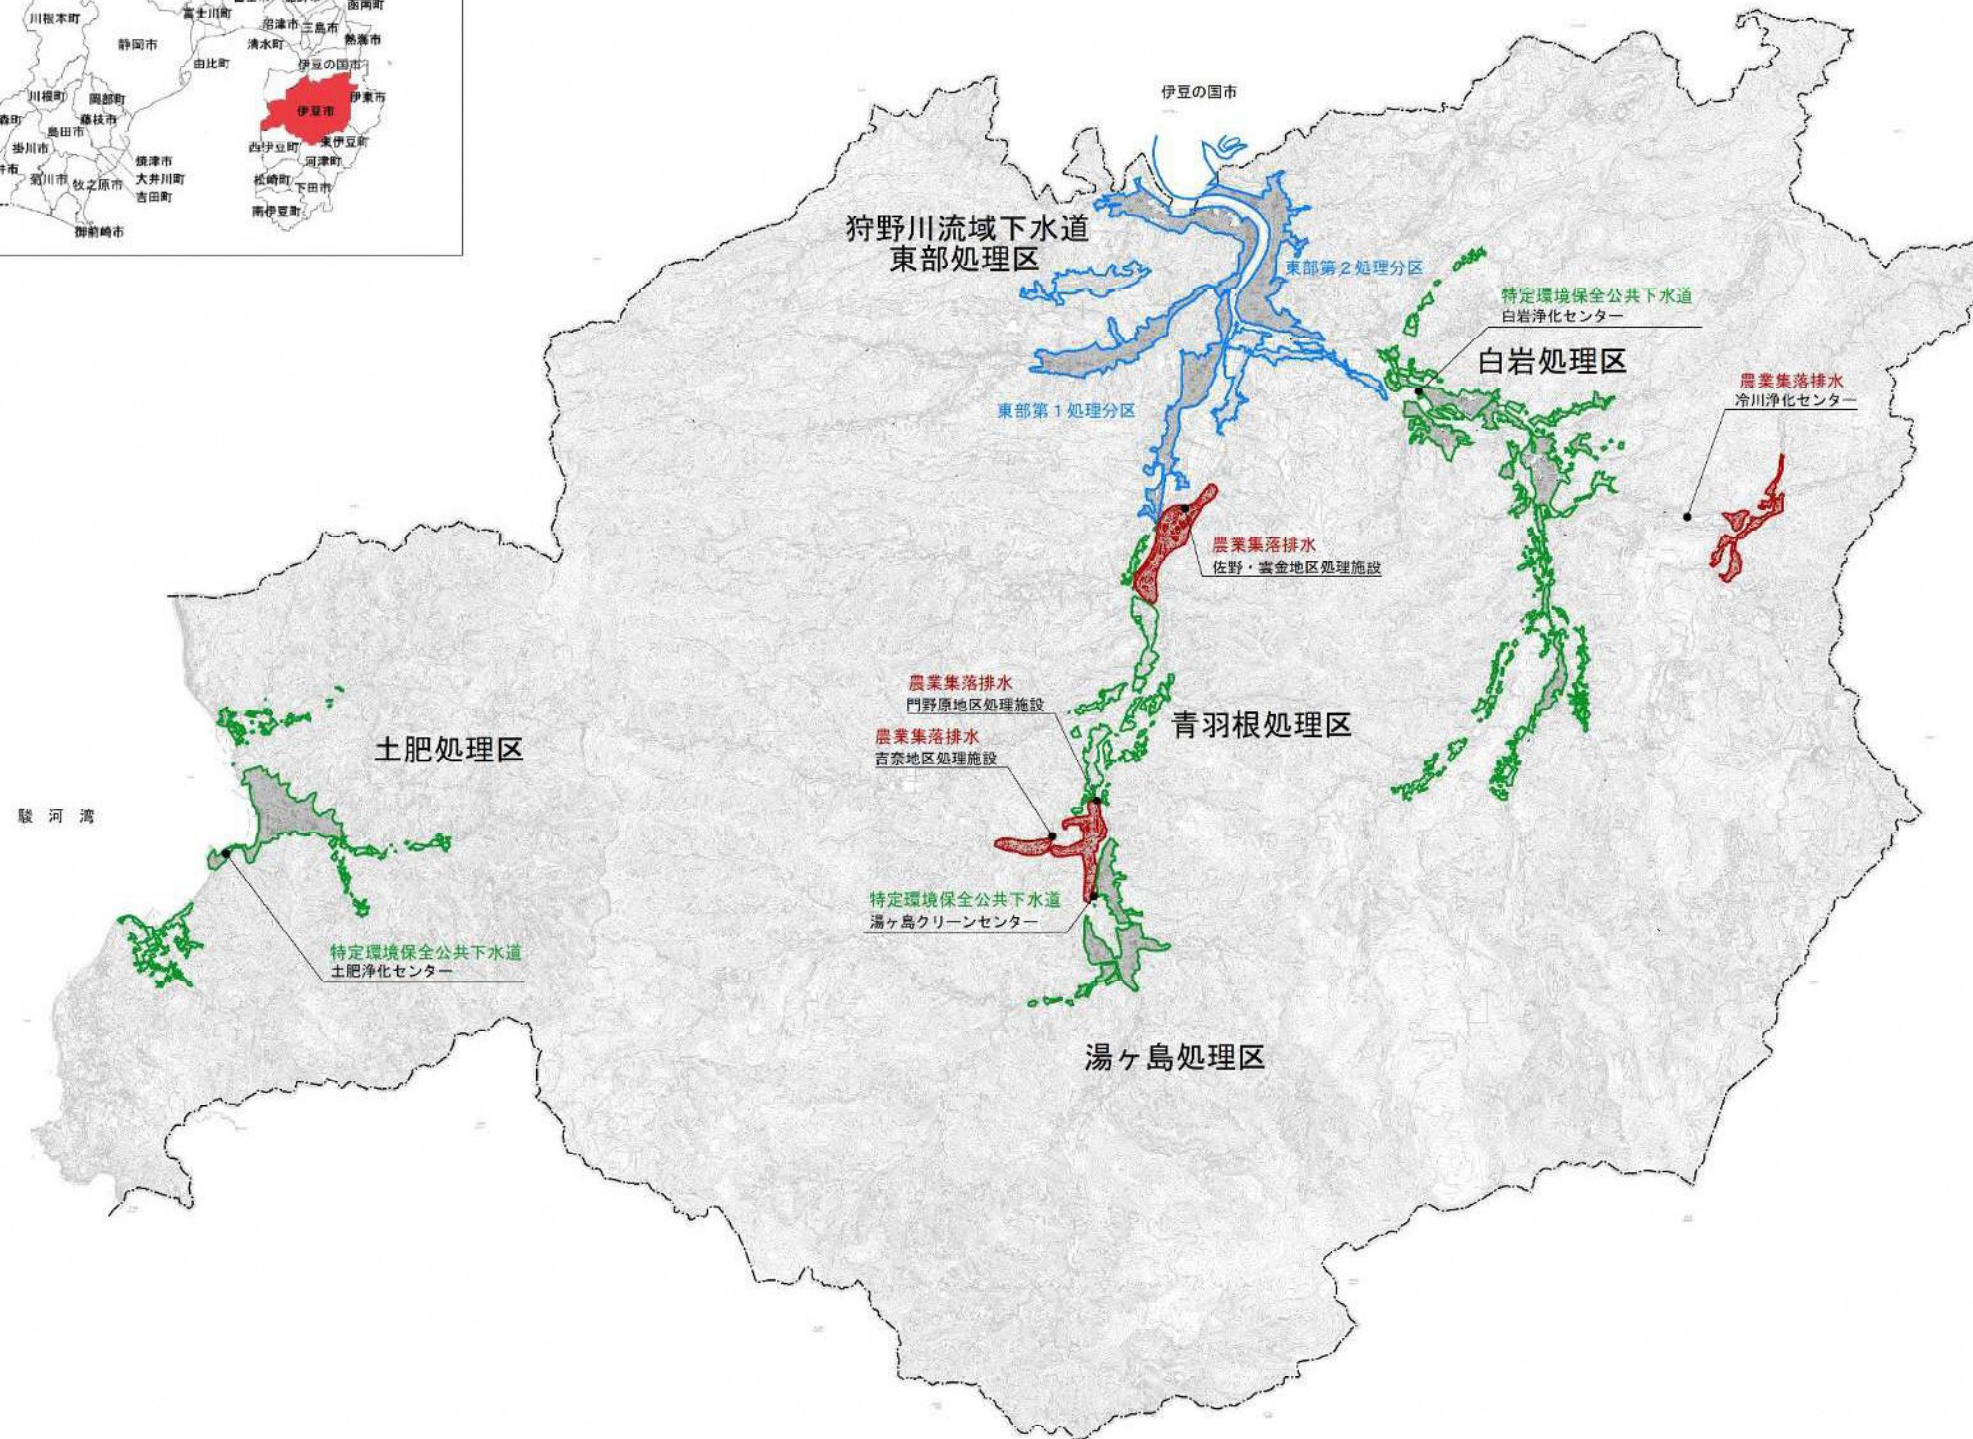 川根本町
富士川町
函南町
静岡市
沼津市
三島市
清水町
熱海市
由比町
伊豆の国市
川根町
岡部町
伊豆市
伊東市
森町
藤枝市
島田市
掛川市
西伊豆町
東伊豆町
焼津市
河津町
菊川市
牧之原市
大井川町
松崎町
下田市
吉田町
南伊豆町
御前崎市
伊豆の国市
狩野川流域下水道
東部処理区
東部第2処理分区
特定環境保全公共下水道
白岩浄化センター
白岩処理区
農業集落排水
冷川浄化センター
東部第1処理分区
農業集落排水
佐野・雲金地区処理施設
農業集落排水
門野原地区処理施設
農業集落排水
吉奈地区処理施設
青羽根処理区
土肥処理区
駿河湾
特定環境保全公共下水道
湯ヶ島クリーンセンター
特定環境保全公共下水道
土肥浄化センター
湯ヶ島処理区